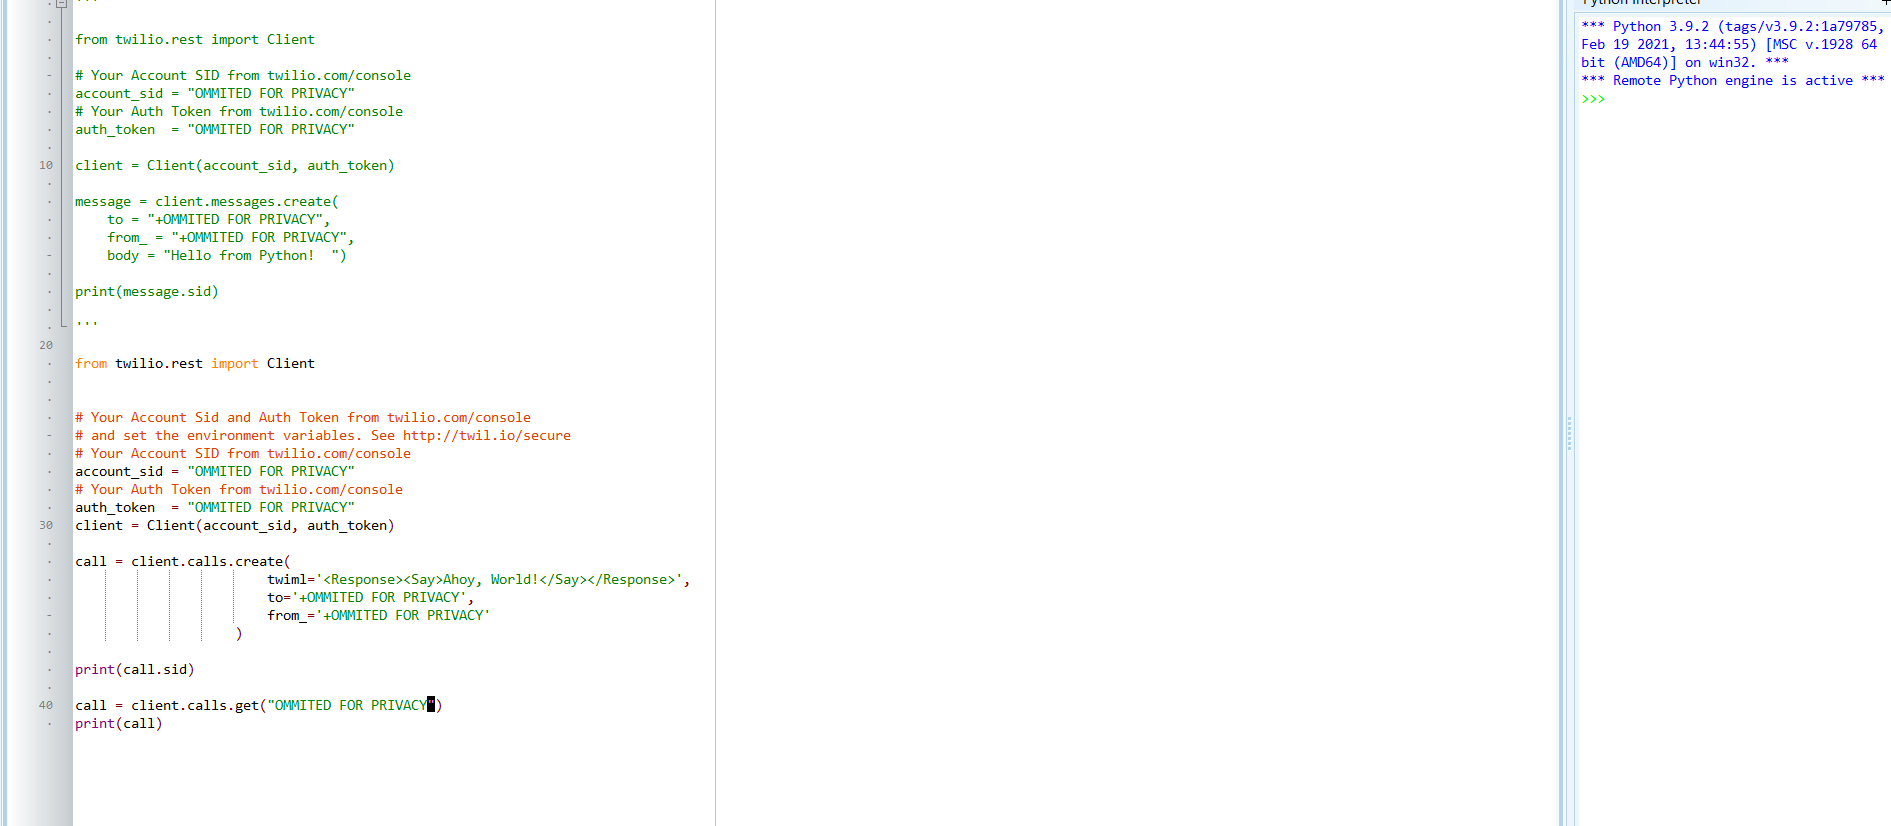 '''
from twilio.rest import Client
# Your Account SID from twilio.com/console
account_sid = "OMMITED FOR PRIVACY"
# Your Auth Token from twilio.com/console
auth_token  = "OMMITED FOR PRIVACY"
10
client = Client(account_sid, auth_token)
message = client.messages.create(
    to = "+OMMITED FOR PRIVACY",
    from_ = "+OMMITED FOR PRIVACY",
    body = "Hello from Python!  ")
print(message.sid)
'''
20
from twilio.rest import Client
# Your Account Sid and Auth Token from twilio.com/console
# and set the environment variables. See http://twil.io/secure
# Your Account SID from twilio.com/console
account_sid = "OMMITED FOR PRIVACY"
# Your Auth Token from twilio.com/console
auth_token  = "OMMITED FOR PRIVACY"
30
client = Client(account_sid, auth_token)
call = client.calls.create(
                        twiml='<Response><Say>Ahoy, World!</Say></Response>',
                        to='+OMMITED FOR PRIVACY',
                        from_='+OMMITED FOR PRIVACY'
                    )
print(call.sid)
40
call = client.calls.get("OMMITED FOR PRIVACY")
print(call)
Python Interpreter
*** Python 3.9.2 (tags/v3.9.2:1a79785,
Feb 19 2021, 13:44:55) [MSC v.1928 64
bit (AMD64)] on win32. ***
*** Remote Python engine is active ***
>>>